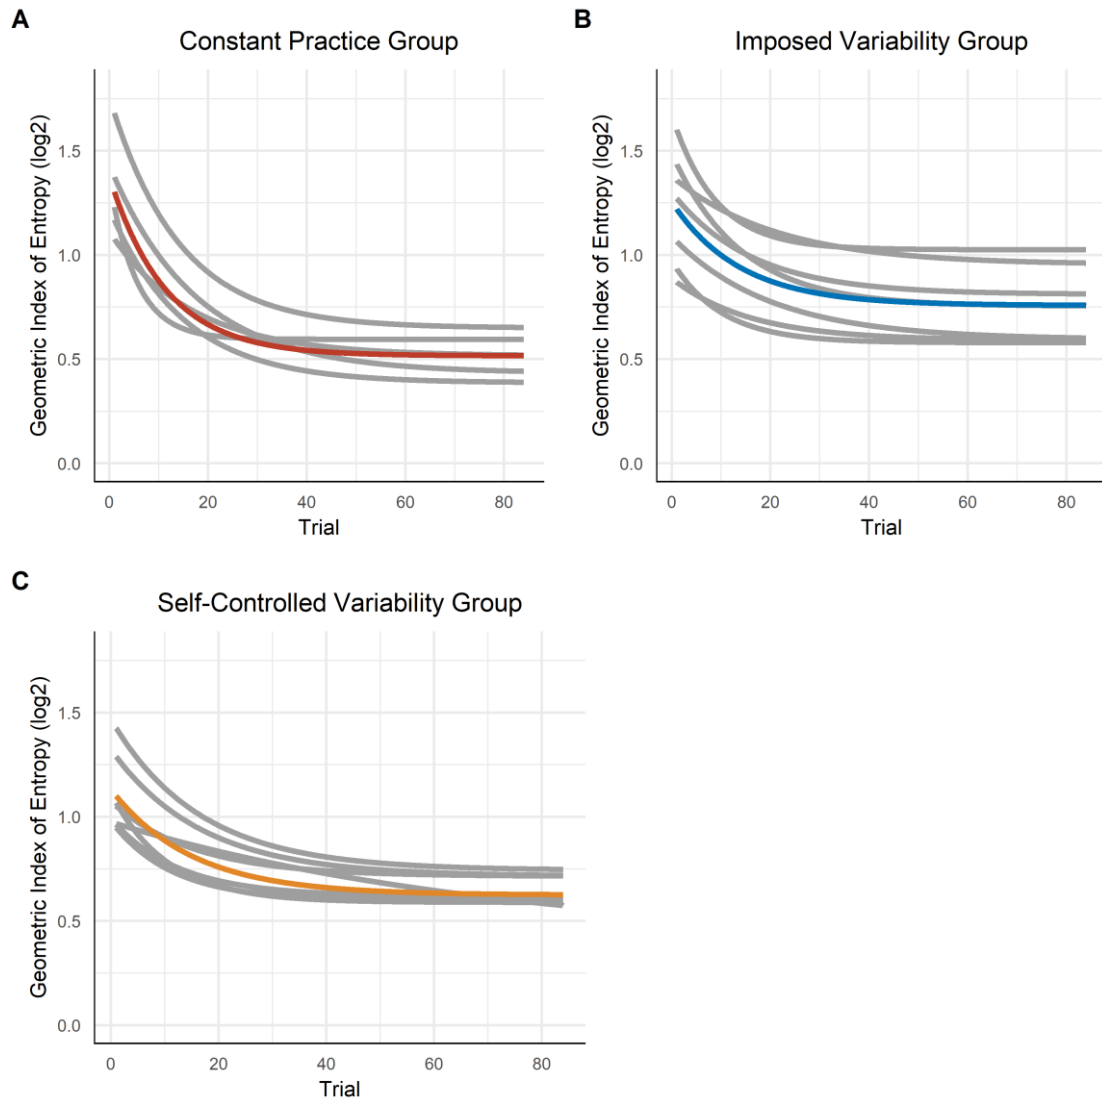 A
Constant Practice Group
Geometric Index of Entropy (log2)
1.5
1.0
0.5
0.0
0 20 40 60 80
Trial
B
Imposed Variability Group
Geometric Index of Entropy (log2)
1.5
1.0
0.5
0.0
0 20 40 60 80
Trial
C
Self-Controlled Variability Group
Geometric Index of Entropy (log2)
1.5
1.0
0.5
0.0
0 20 40 60 80
Trial